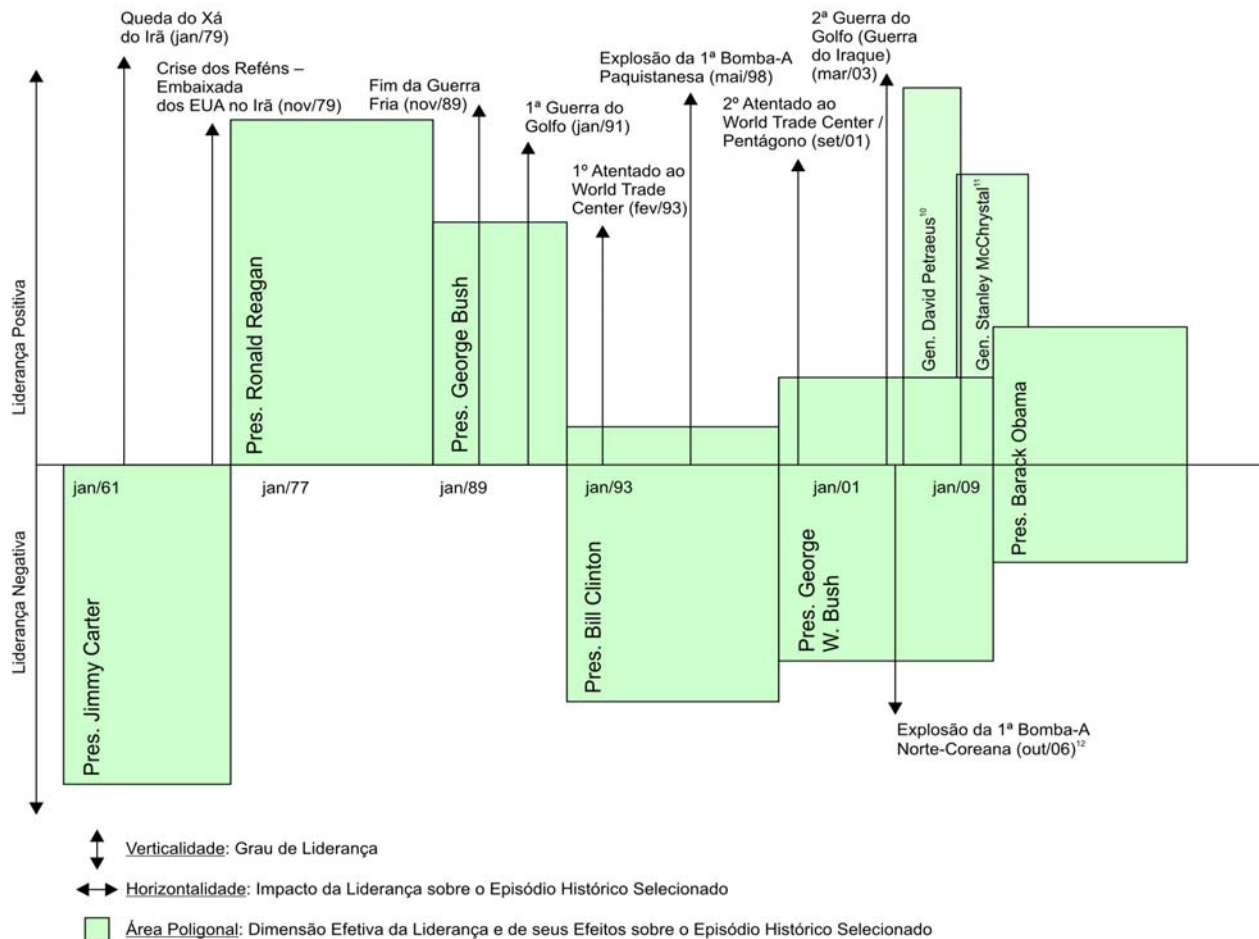 Queda do Xá
do Irã (jan/79)
Crise dos Reféns –
Embaixada
dos EUA no Irã (nov/79)
Fim da Guerra
Fria (nov/89)
1ª Guerra do
Golfo (jan/91)
1º Atentado ao
World Trade
Center (fev/93)
Explosão da 1ª Bomba-A
Paquistanesa (mai/98)
2º Atentado ao
World Trade Center /
Pentágono (set/01)
2ª Guerra do
Golfo (Guerra
do Iraque)
(mar/03)
Liderança Positiva
Liderança Negativa
Pres. Jimmy Carter
Pres. Ronald Reagan
Pres. George Bush
Pres. Bill Clinton
Pres. George
W. Bush
Gen. David Petraeus¹⁰
Gen. Stanley McChrystal¹¹
Pres. Barack Obama
jan/61
jan/77
jan/89
jan/93
jan/01
jan/09
Explosão da 1ª Bomba-A
Norte-Coreana (out/06)¹²
Verticalidade: Grau de Liderança
Horizontalidade: Impacto da Liderança sobre o Episódio Histórico Selecionado
Área Poligonal: Dimensão Efetiva da Liderança e de seus Efeitos sobre o Episódio Histórico Selecionado